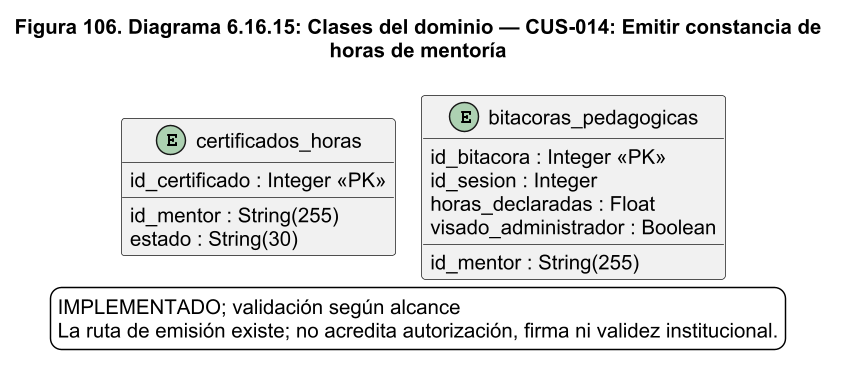 Figura 106. Diagrama 6.16.15: Clases del dominio — CUS-014: Emitir constancia de
horas de mentoría
E certificados_horas
id_certificado : Integer «PK»
id_mentor : String(255)
estado : String(30)
E bitacoras_pedagogicas
id_bitacora : Integer «PK»
id_sesion : Integer
horas_declaradas : Float
visado_administrador : Boolean
id_mentor : String(255)
IMPLEMENTADO; validación según alcance
La ruta de emisión existe; no acredita autorización, firma ni validez institucional.